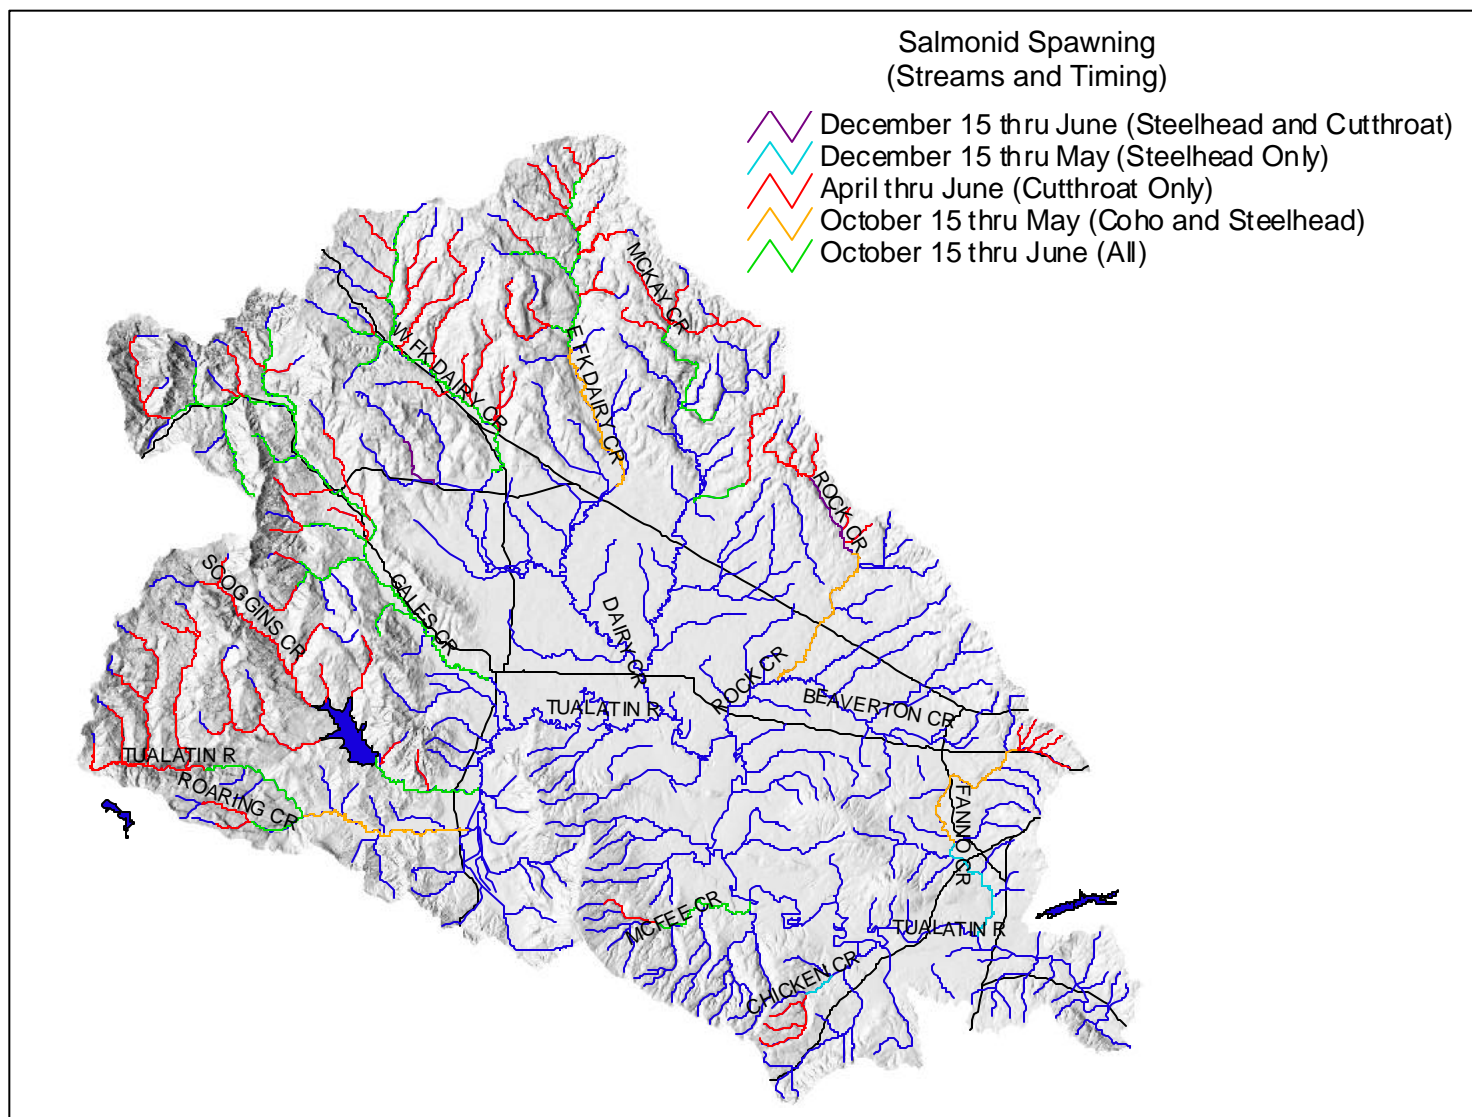 Salmonid Spawning
(Streams and Timing)
December 15 thru June (Steelhead and Cutthroat)
December 15 thru May (Steelhead Only)
April thru June (Cutthroat Only)
October 15 thru May (Coho and Steelhead)
October 15 thru June (All)
MCKAY CR
W FK DAIRY CR
E FK DAIRY CR
ROCK CR
SCOGGINS CR
GALES CR
DAIRY CR
ROCK CR
TUALATIN R
BEAVERTON CR
TUALATIN R
ROARING CR
FANNO CR
MCFEE CR
TUALATIN R
CHICKEN CR